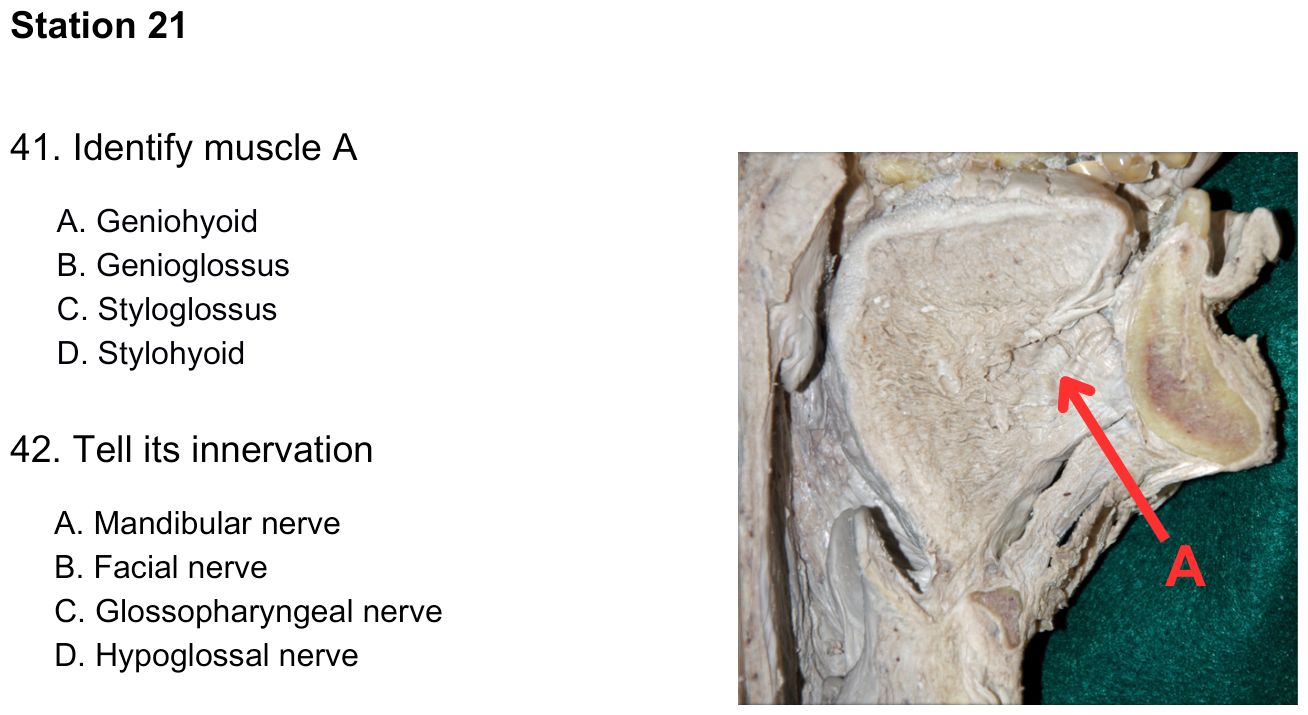 Station 21
41. Identify muscle A
A. Geniohyoid
B. Genioglossus
C. Styloglossus
D. Stylohyoid
42. Tell its innervation
A. Mandibular nerve
B. Facial nerve
C. Glossopharyngeal nerve
D. Hypoglossal nerve
A